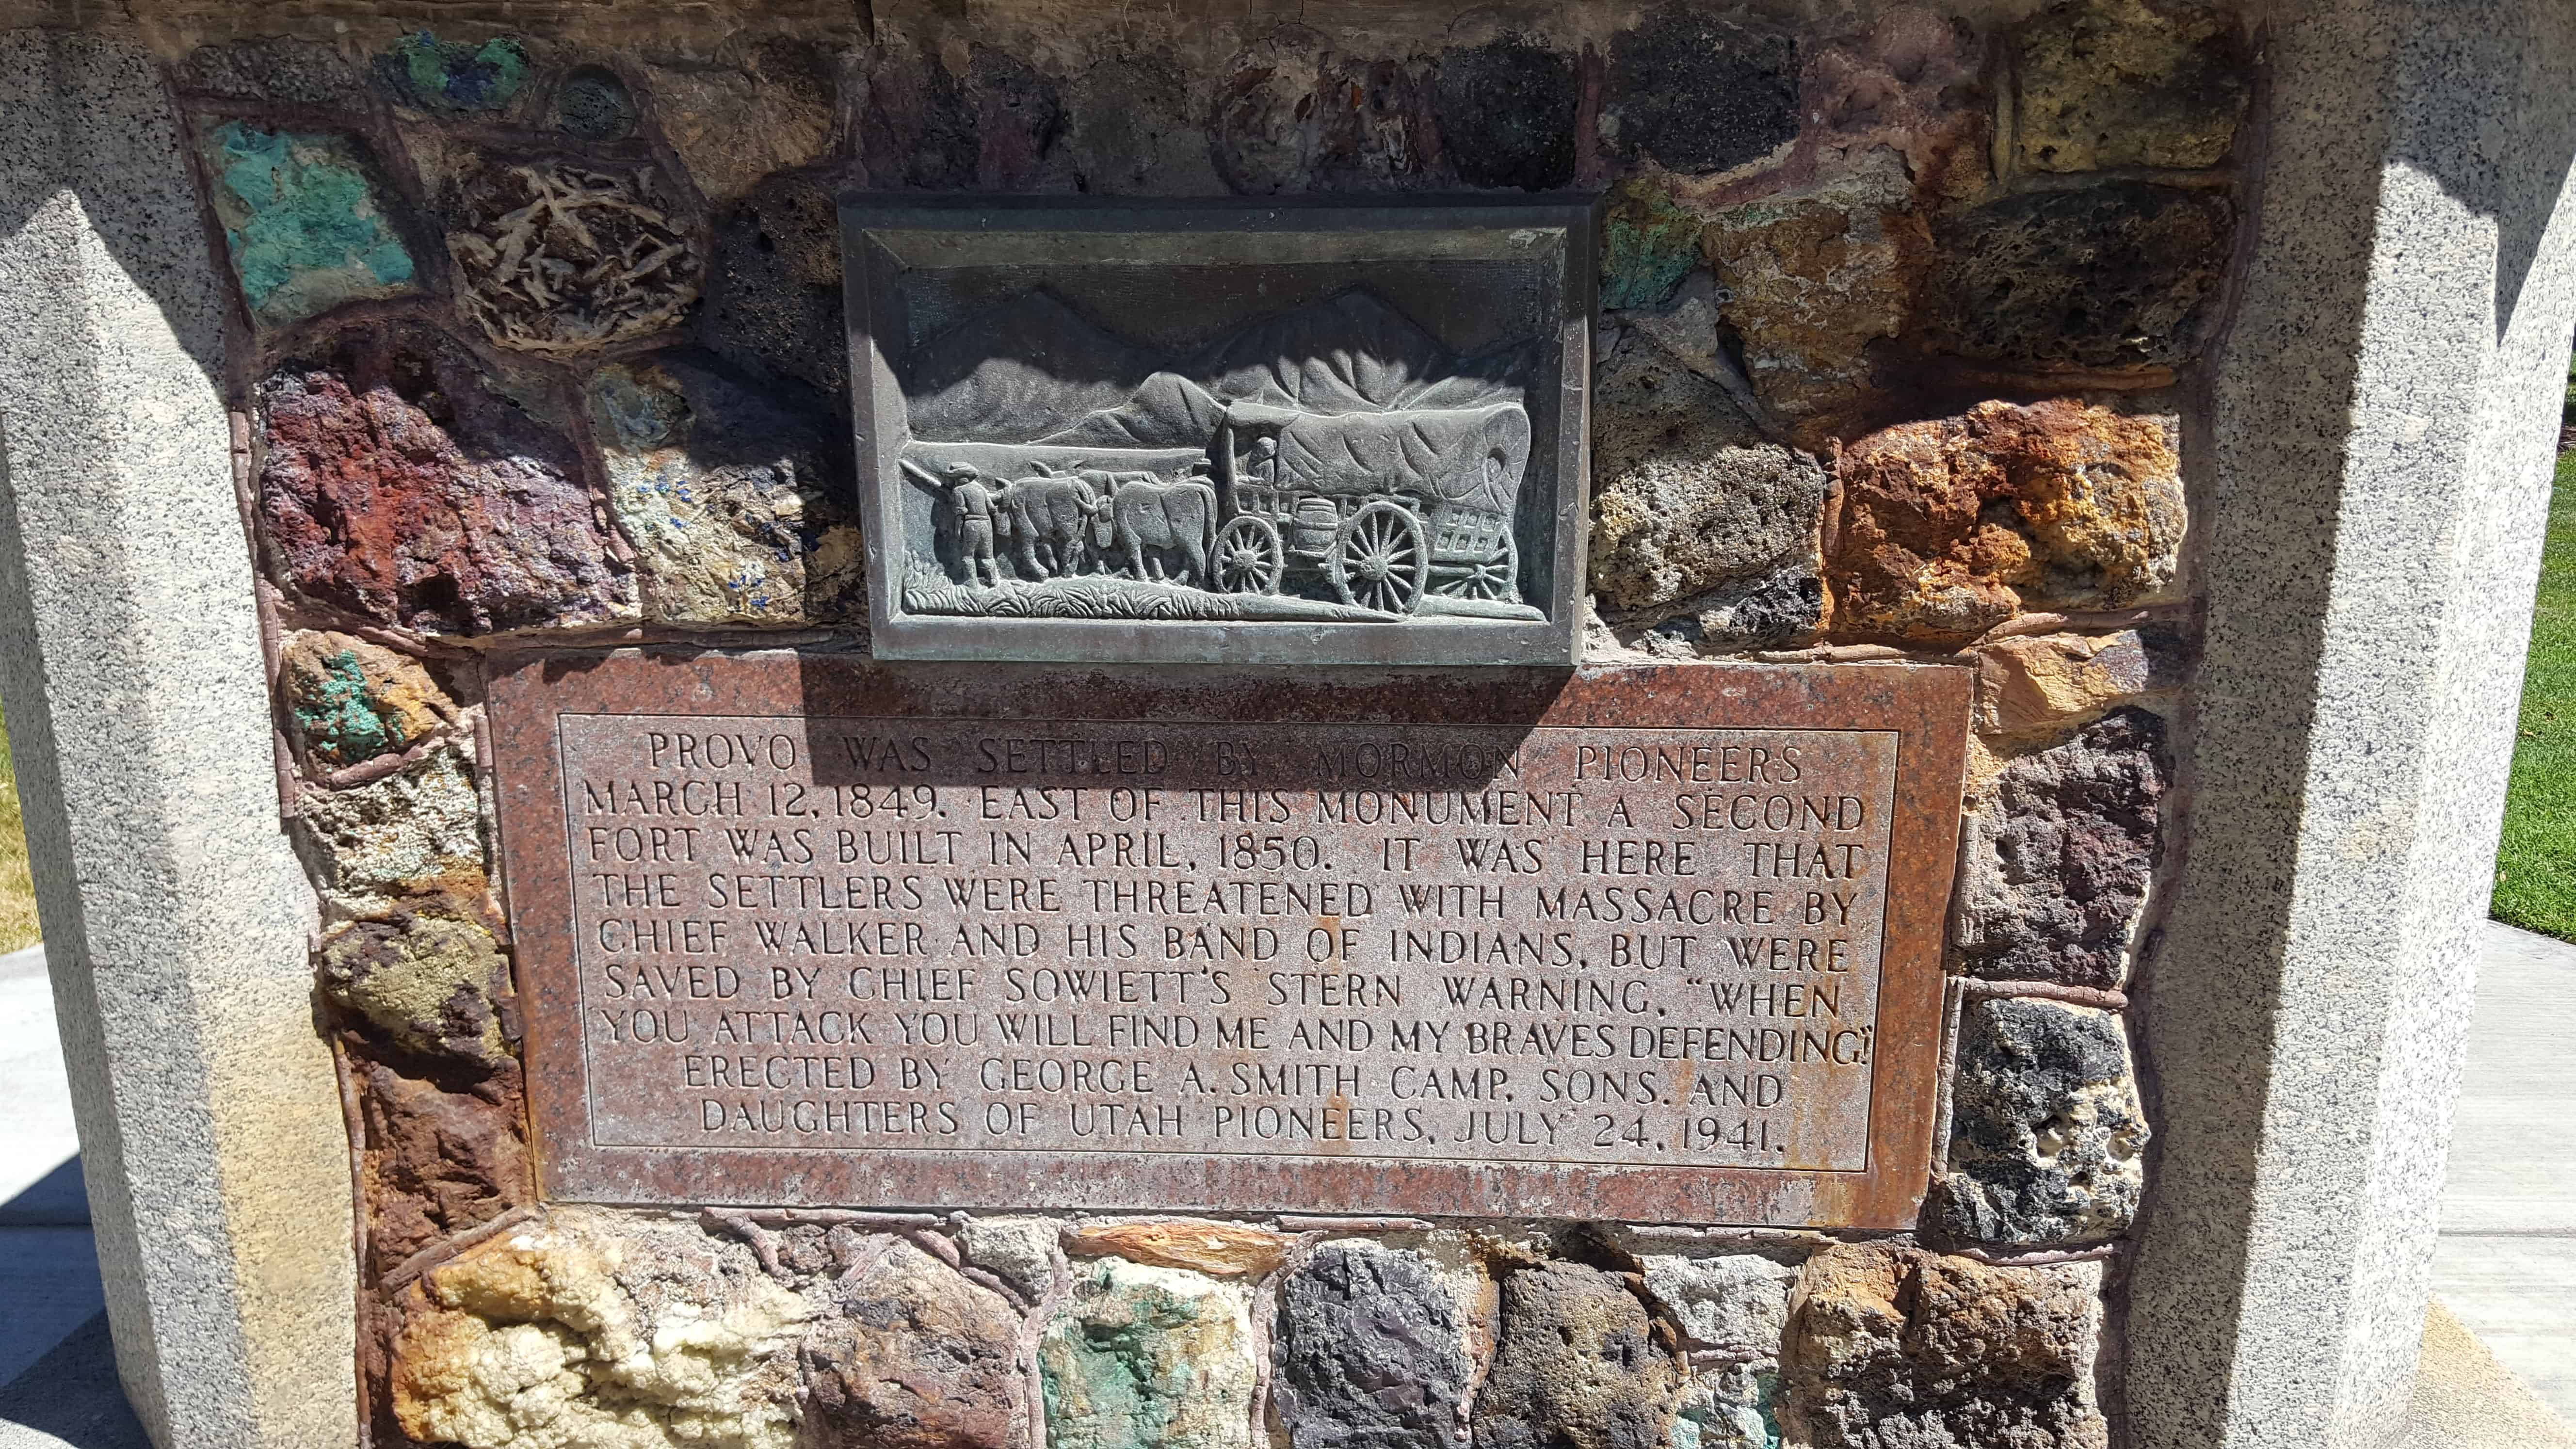 PROVO WAS SETTLED BY MORMON PIONEERS
MARCH 12, 1849. EAST OF THIS MONUMENT A SECOND
FORT WAS BUILT IN APRIL, 1850. IT WAS HERE THAT
THE SETTLERS WERE THREATENED WITH MASSACRE BY
CHIEF WALKER AND HIS BAND OF INDIANS, BUT WERE
SAVED BY CHIEF SOWIETT'S STERN WARNING, "WHEN
YOU ATTACK YOU WILL FIND ME AND MY BRAVES DEFENDING."
ERECTED BY GEORGE A. SMITH CAMP, SONS, AND
DAUGHTERS OF UTAH PIONEERS, JULY 24, 1941.